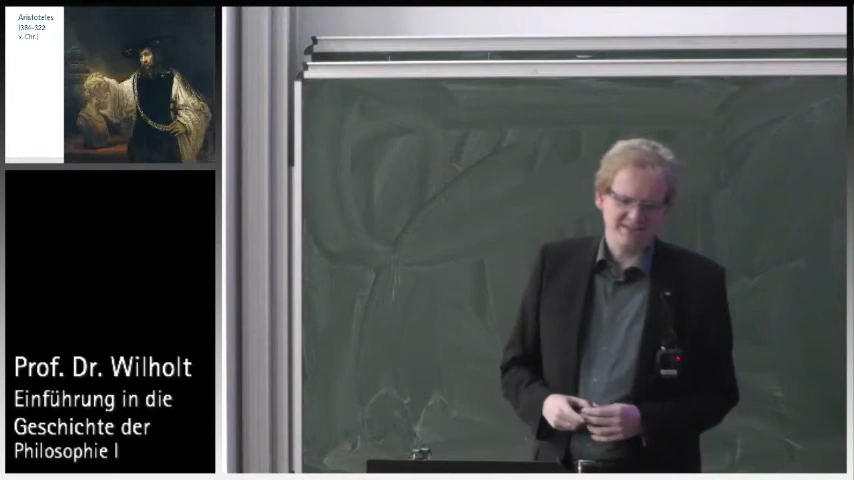 Aristoteles
(384-322
v. Chr.)
Prof. Dr. Wilholt
Einführung in die
Geschichte der
Philosophie I